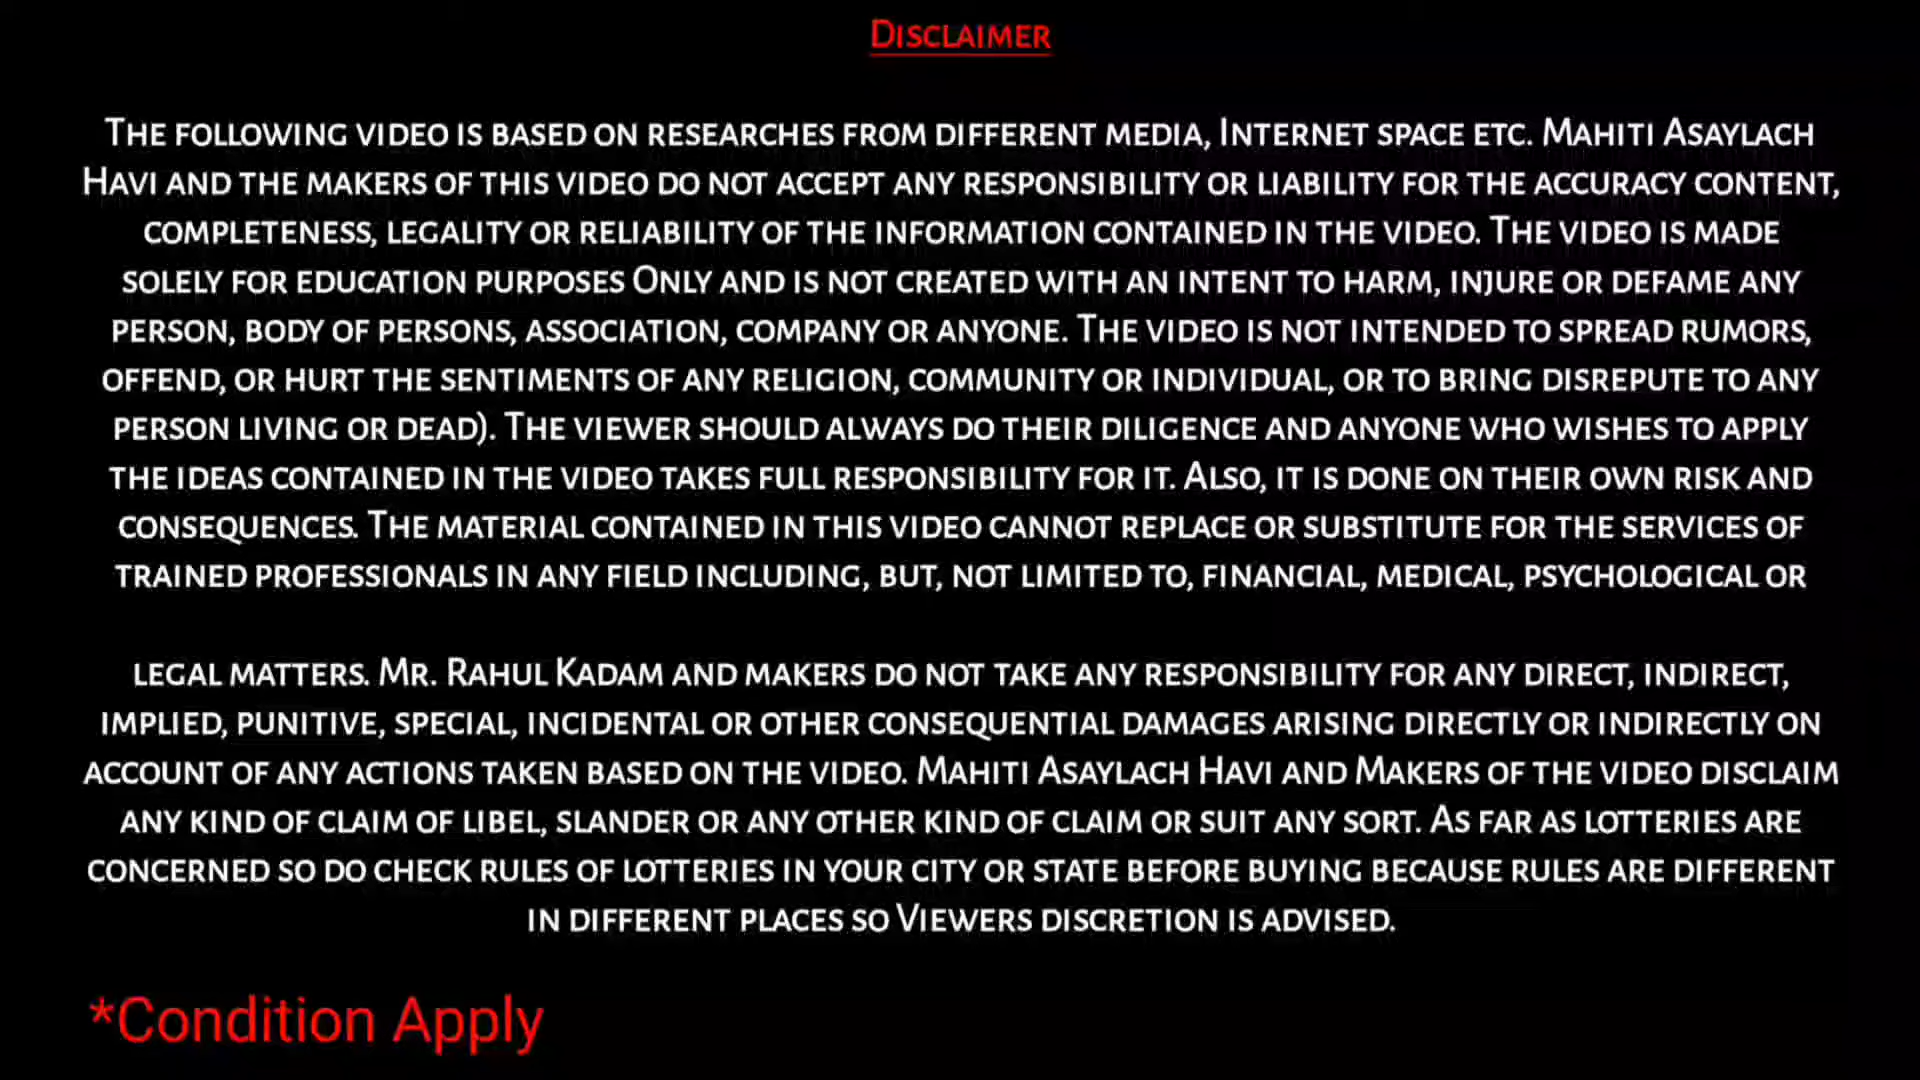 Disclaimer
The following video is based on researches from different media, Internet space etc. Mahiti Asaylach
Havi and the makers of this video do not accept any responsibility or liability for the accuracy content,
completeness, legality or reliability of the information contained in the video. The video is made
solely for education purposes Only and is not created with an intent to harm, injure or defame any
person, body of persons, association, company or anyone. The video is not intended to spread rumors,
offend, or hurt the sentiments of any religion, community or individual, or to bring disrepute to any
person living or dead). The viewer should always do their diligence and anyone who wishes to apply
the ideas contained in the video takes full responsibility for it. Also, it is done on their own risk and
consequences. The material contained in this video cannot replace or substitute for the services of
trained professionals in any field including, but, not limited to, financial, medical, psychological or
legal matters. Mr. Rahul Kadam and makers do not take any responsibility for any direct, indirect,
implied, punitive, special, incidental or other consequential damages arising directly or indirectly on
account of any actions taken based on the video. Mahiti Asaylach Havi and Makers of the video disclaim
any kind of claim of libel, slander or any other kind of claim or suit any sort. As far as lotteries are
concerned so do check rules of lotteries in your city or state before buying because rules are different
in different places so Viewers discretion is advised.
*Condition Apply